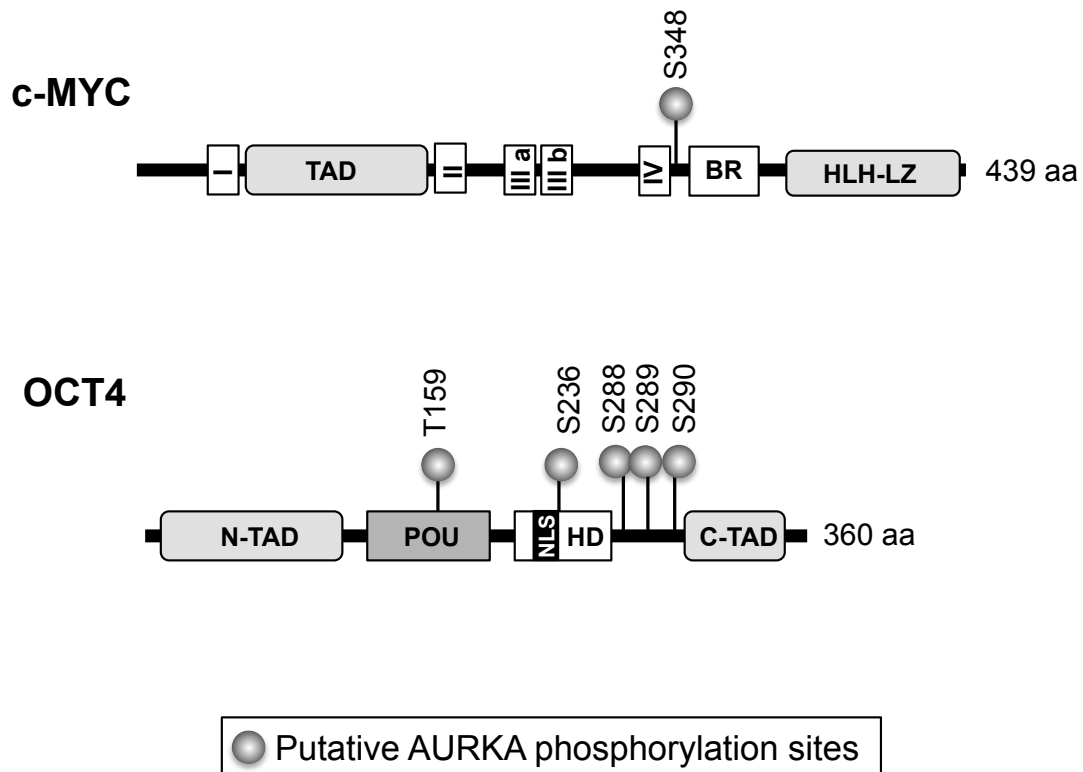 S348
c-MYC
I
TAD
II
III a
III b
IV
BR
HLH-LZ
439 aa
T159
S236
S288
S289
S290
OCT4
N-TAD
POU
NLS
HD
C-TAD
360 aa
Putative AURKA phosphorylation sites